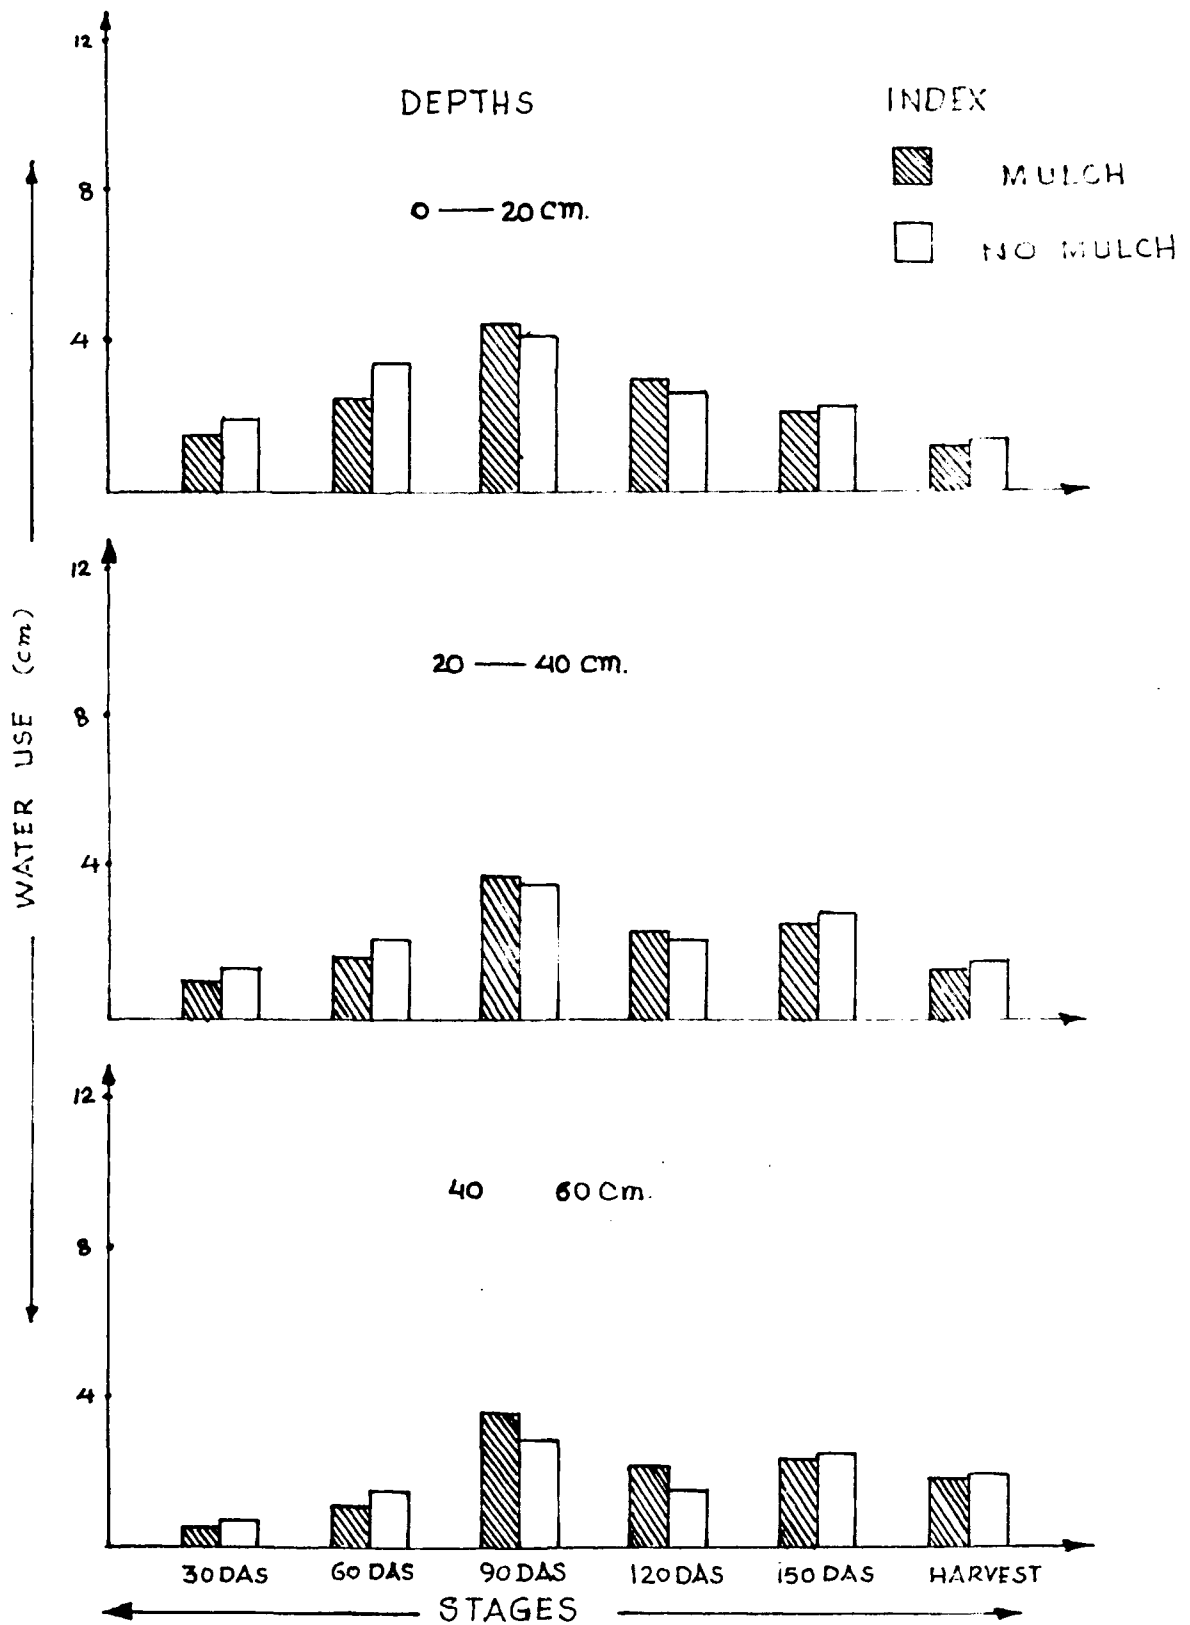 12
DEPTHS
INDEX
MULCH
8
0 — 20 cm.
NO MULCH
4
12
20 — 40 cm.
8
WATER USE (cm)
4
12
40 60 cm.
8
4
30 DAS 60 DAS 90 DAS 120 DAS 150 DAS HARVEST
STAGES